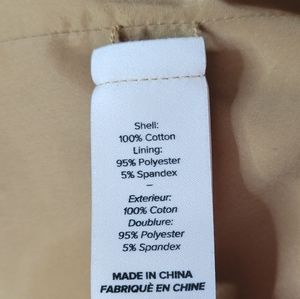 Shell:
100% Cotton
Lining:
95% Polyester
5% Spandex
–
Exterieur:
100% Coton
Doublure:
95% Polyester
5% Spandex
MADE IN CHINA
FABRIQUÉ EN CHINE